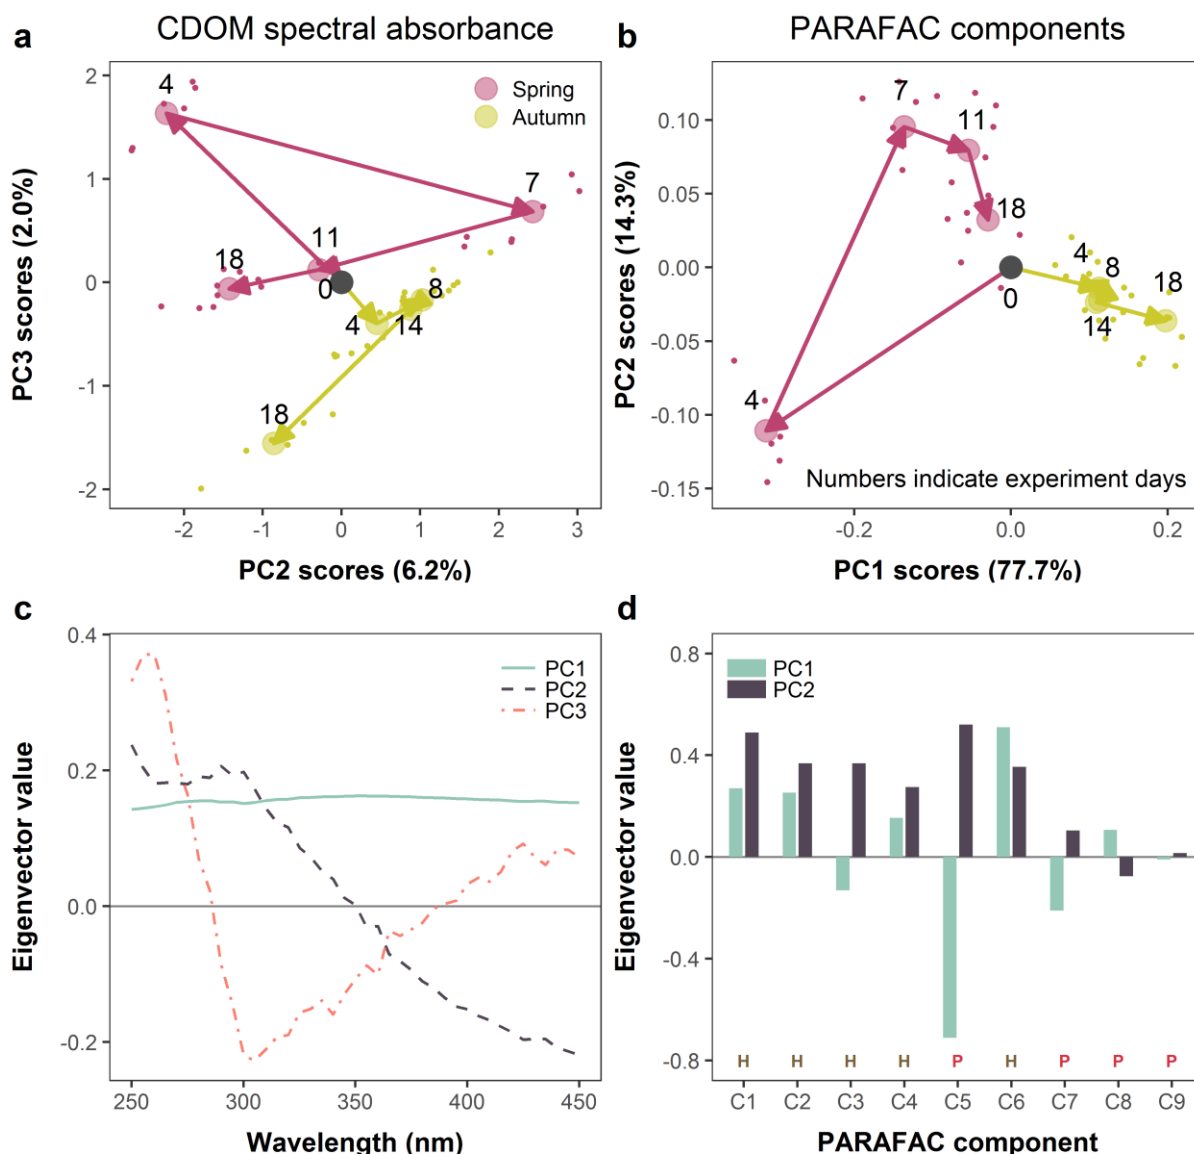 a CDOM spectral absorbance
4
Spring
Autumn
7
11
18
0
8
4
14
18
2
1
0
-1
-2
PC3 scores (2.0%)
-2 -1 0 1 2 3
PC2 scores (6.2%)
b PARAFAC components
7
11
18
4
8
18
0
14
4
Numbers indicate experiment days
0.10
0.05
0.00
-0.05
-0.10
-0.15
PC2 scores (14.3%)
-0.2 0.0 0.2
PC1 scores (77.7%)
c
PC1
PC2
PC3
0.4
0.2
0.0
-0.2
Eigenvector value
250 300 350 400 450
Wavelength (nm)
d
PC1
PC2
0.8
0.4
0.0
-0.4
-0.8
Eigenvector value
H H H H P H P P P
C1 C2 C3 C4 C5 C6 C7 C8 C9
PARAFAC component